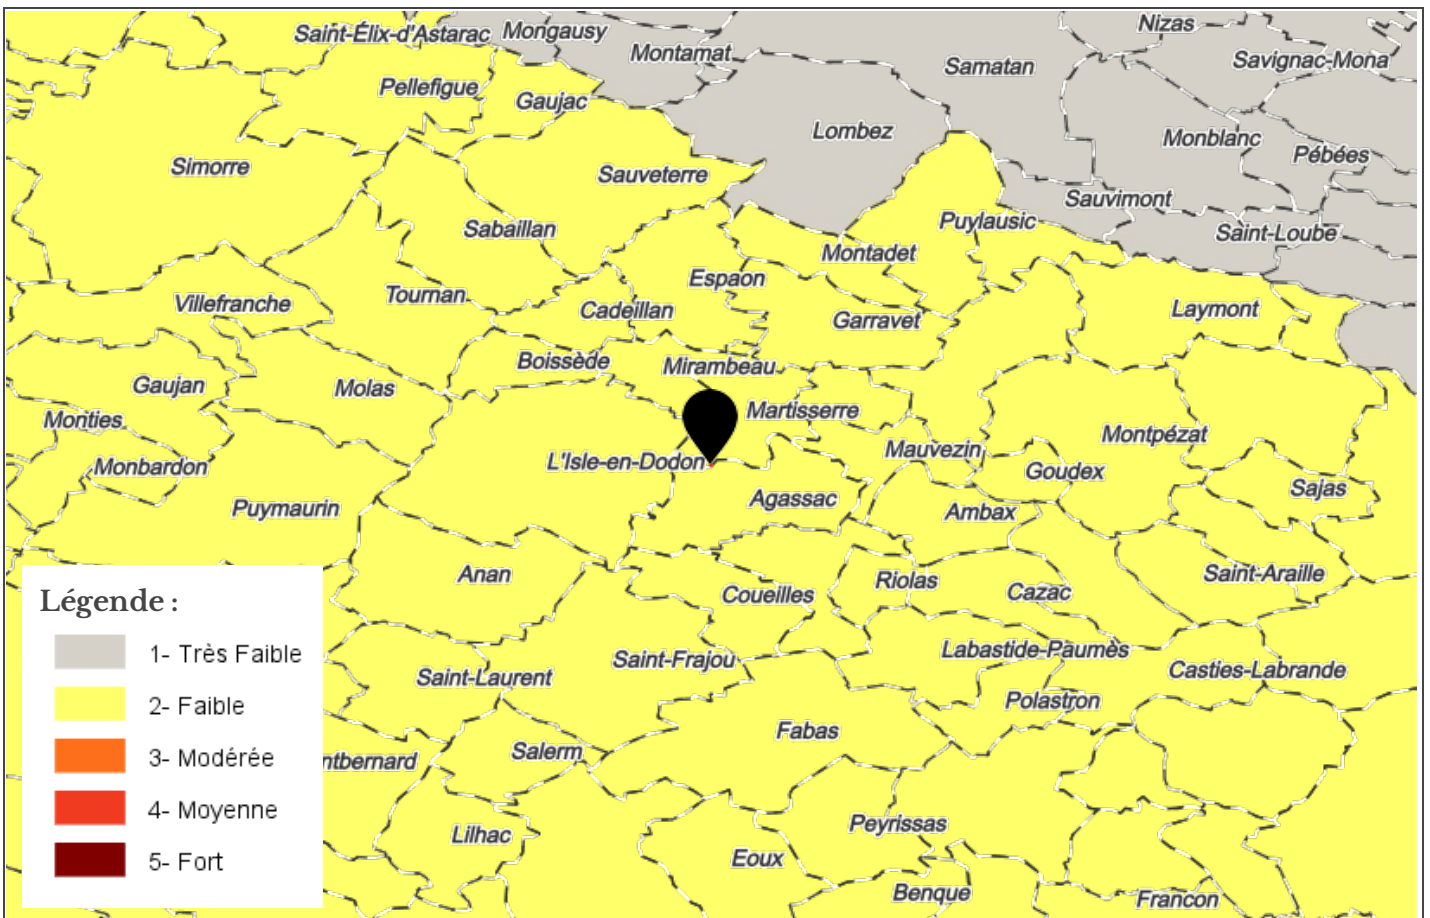 Nizas
Saint-Élix-d'Astarac
Mongausy
Montamat
Savignac-Mona
Samatan
Pellefigue
Gaujac
Lombez
Monblanc
Pébées
Simorre
Sauveterre
Sauvimont
Puylausic
Sabaillan
Saint-Loube
Montadet
Espaon
Tournan
Villefranche
Cadeillan
Laymont
Garravet
Boissède
Mirambeau
Gaujan
Molas
Martisserre
Monties
Montpézat
Mauvezin
L'Isle-en-Dodon
Monbardon
Goudex
Sajas
Agassac
Puymaurin
Ambax
Anan
Saint-Araille
Riolas
Cazac
Coueilles
Légende :
1- Très Faible
Labastide-Paumès
Saint-Frajou
Casties-Labrande
Saint-Laurent
2- Faible
Polastron
Fabas
Salerm
3- Modérée
ntbernard
4- Moyenne
Peyrissas
Lilhac
Eoux
5- Fort
Benque
Francon